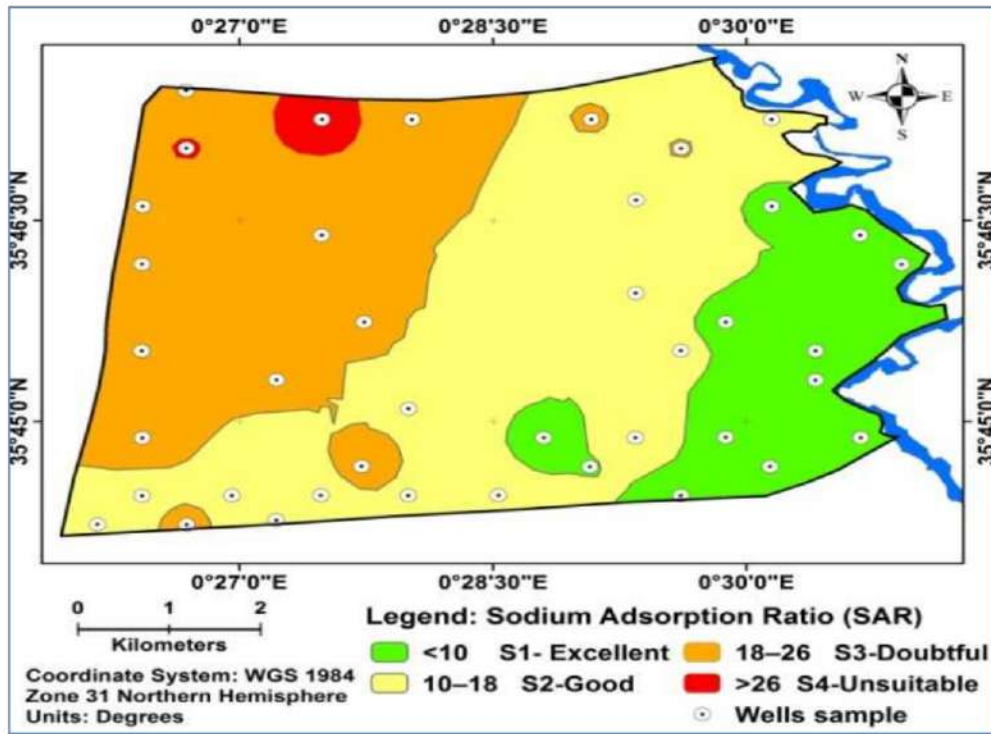 0°27'0"E 0°28'30"E 0°30'0"E
N
W E
S
35°46'30"N 35°46'30"N
35°45'0"N 35°45'0"N
0°27'0"E 0°28'30"E 0°30'0"E
0 1 2
Kilometers
Coordinate System: WGS 1984
Zone 31 Northern Hemisphere
Units: Degrees
Legend: Sodium Adsorption Ratio (SAR)
<10 S1- Excellent 18–26 S3-Doubtful
10–18 S2-Good >26 S4-Unsuitable
Wells sample